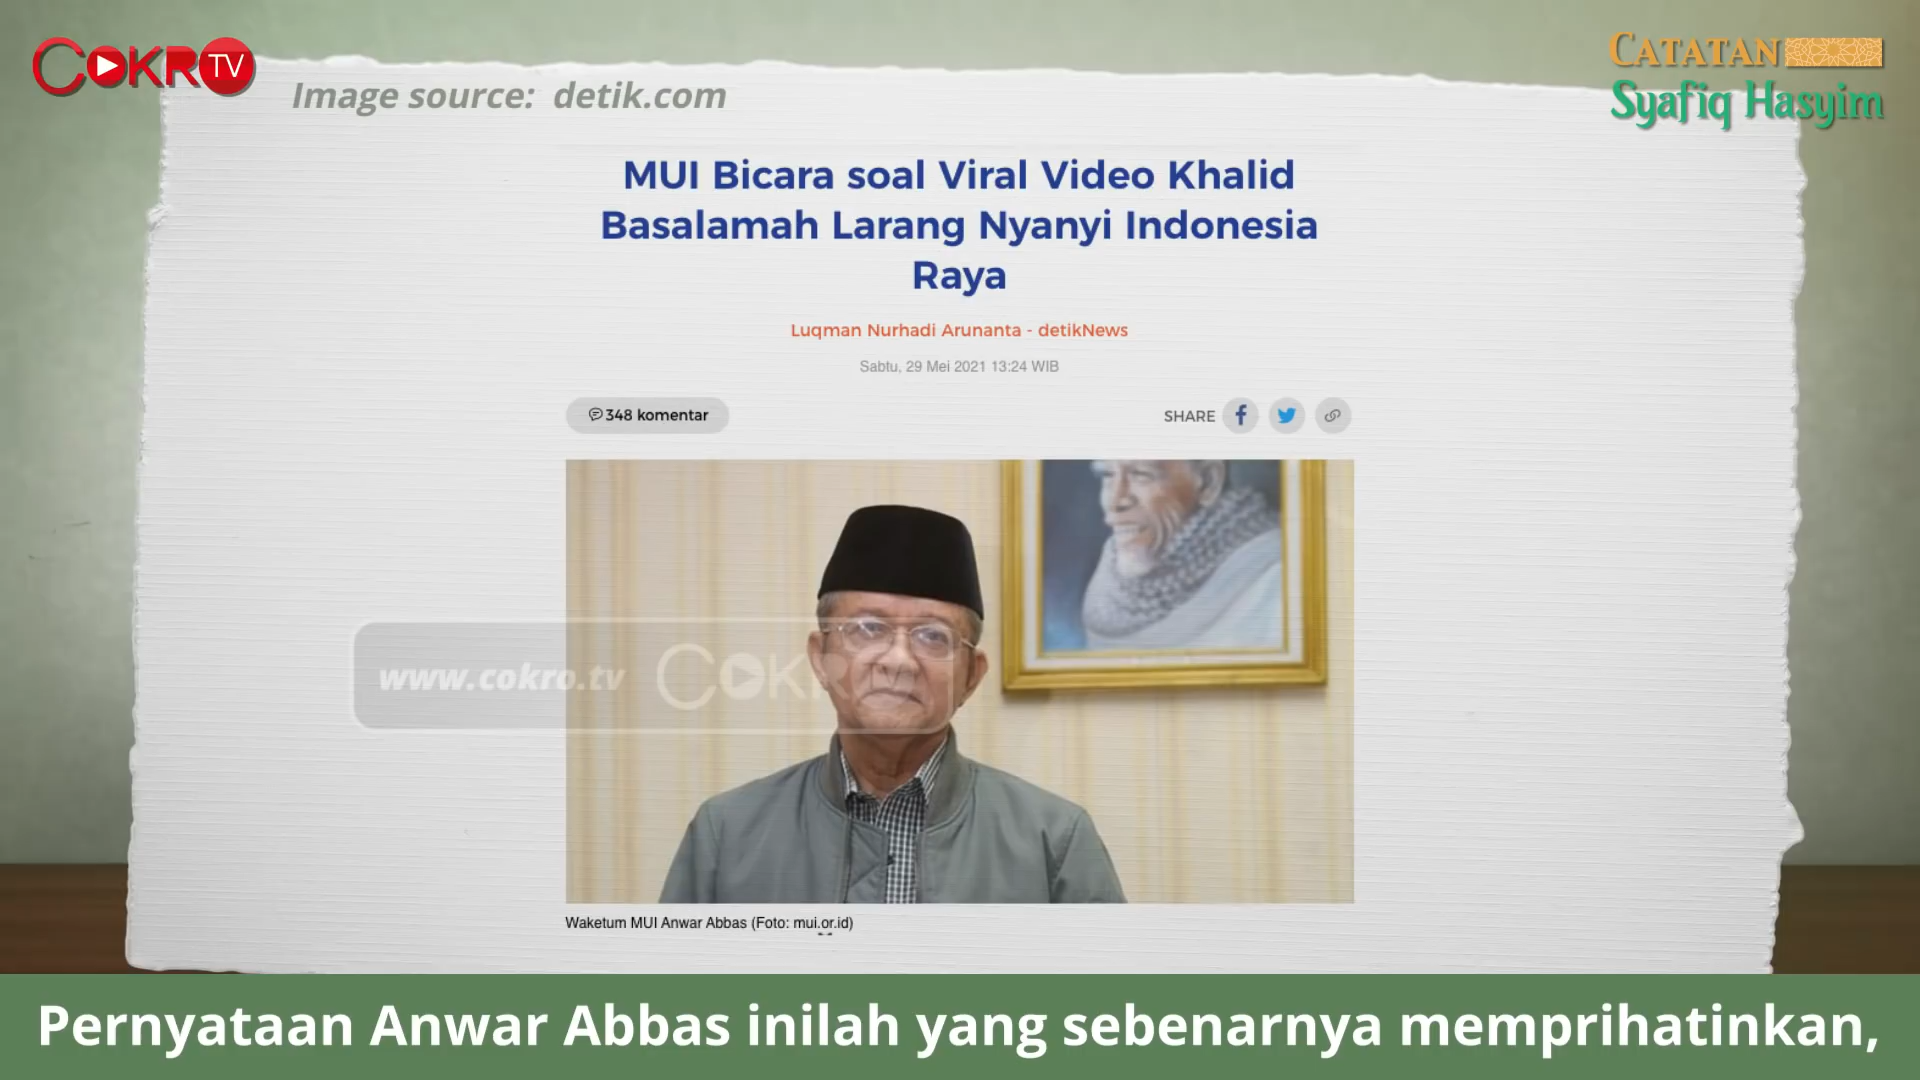 COKRO TV
Image source: detik.com
CATATAN
Syafiq Hasyim
MUI Bicara soal Viral Video Khalid
Basalamah Larang Nyanyi Indonesia
Raya
Luqman Nurhadi Arunanta - detikNews
Sabtu, 29 Mei 2021 13:24 WIB
348 komentar
SHARE
www.cokro.tv COKR
Waketum MUI Anwar Abbas (Foto: mui.or.id)
Pernyataan Anwar Abbas inilah yang sebenarnya memprihatinkan,